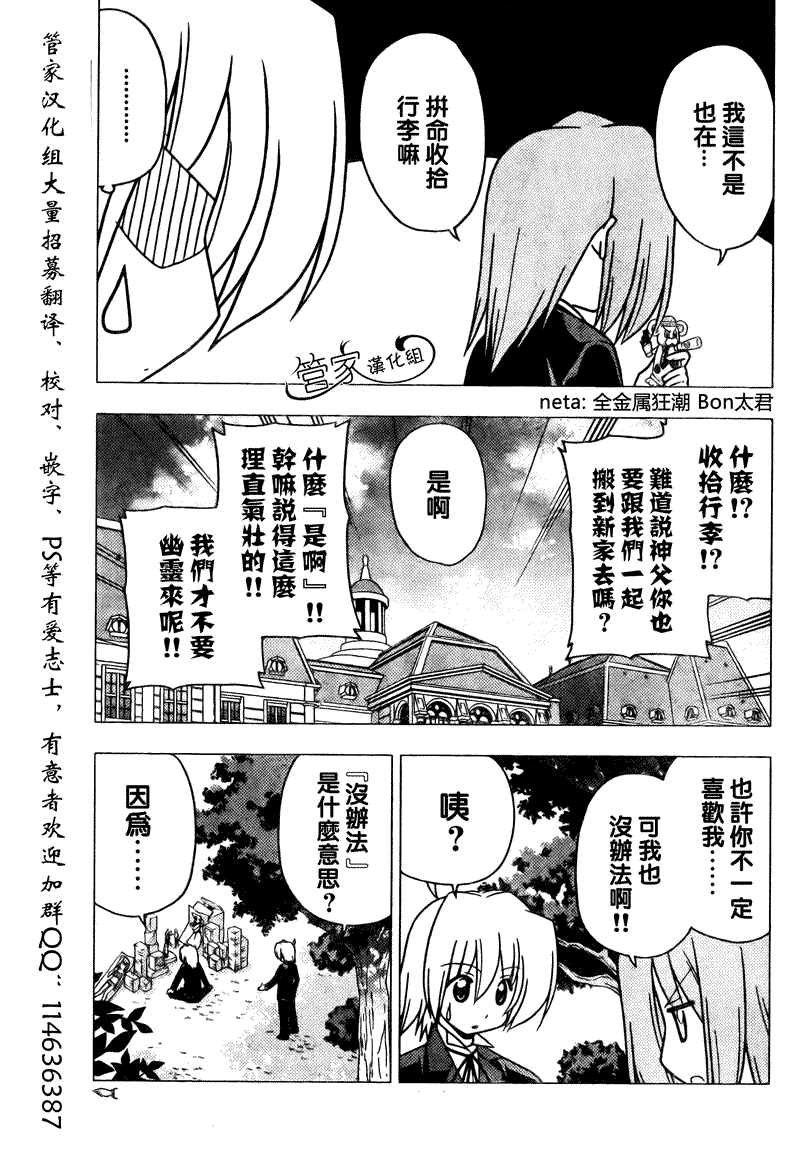 我這不是
也在…
拚命收拾
行李嘛
………
管家
漢化組
neta: 全金属狂潮 Bon太君
什麼!?
收拾行李!?
難道說神父你也
要跟我們一起
搬到新家去嗎?
是啊
什麼『是啊』!!
幹嘛說得這麼
理直氣壯的!!
我們才不要
幽靈來呢!!
也許你不一定
喜歡我……
可我也
沒辦法啊!!
咦?
『沒辦法』
是什麼意思?
因爲……
管家汉化组大量招募翻译、校对、嵌字、PS等有爱志士,有意者欢迎加群QQ:114636387